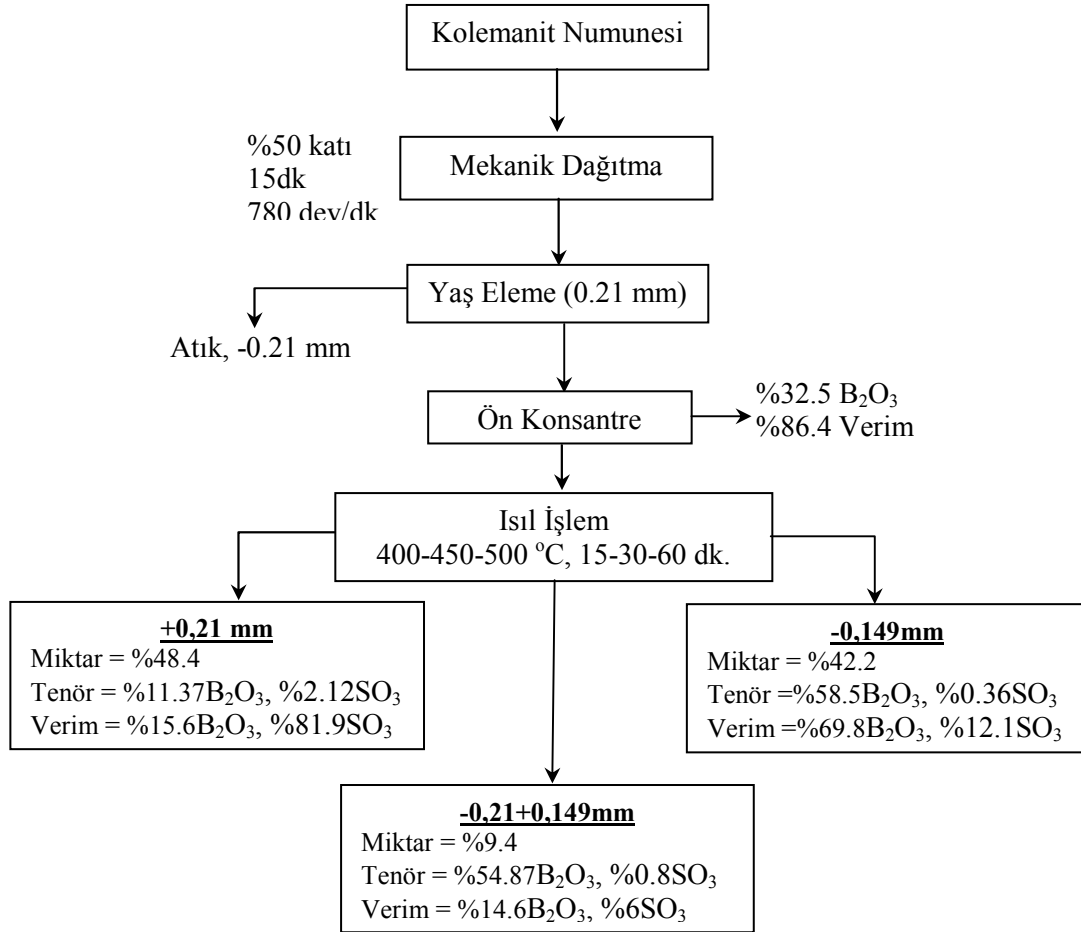 Kolemanit Numunesi
%50 katı
15dk
780 dev/dk
Mekanik Dağıtma
Yaş Eleme (0.21 mm)
Atık, -0.21 mm
Ön Konsantre
%32.5 B₂O₃
%86.4 Verim
Isıl İşlem
400-450-500 °C, 15-30-60 dk.
+0,21 mm
Miktar = %48.4
Tenör = %11.37B₂O₃, %2.12SO₃
Verim = %15.6B₂O₃, %81.9SO₃
-0,149mm
Miktar = %42.2
Tenör =%58.5B₂O₃, %0.36SO₃
Verim =%69.8B₂O₃, %12.1SO₃
-0,21+0,149mm
Miktar = %9.4
Tenör = %54.87B₂O₃, %0.8SO₃
Verim = %14.6B₂O₃, %6SO₃